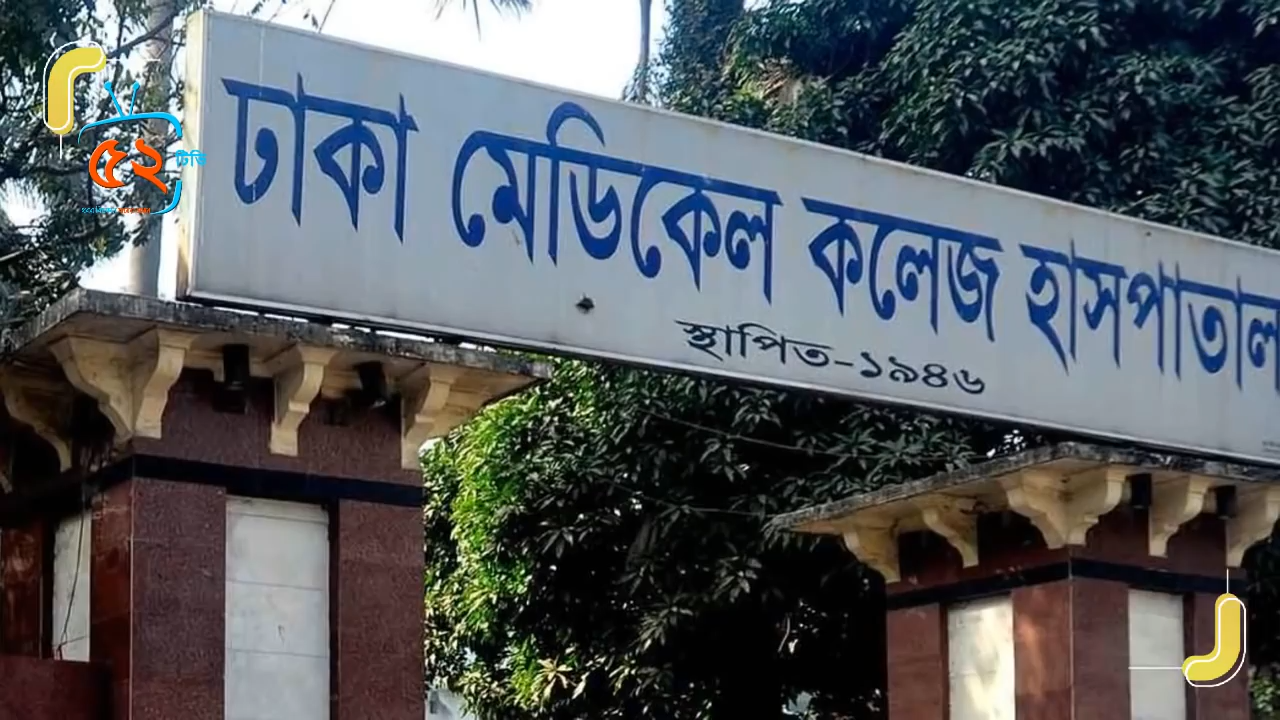 ৫২
টিভি
ঢাকা মেডিকেল কলেজ হাসপাতাল
স্থাপিত-১৯৪৬